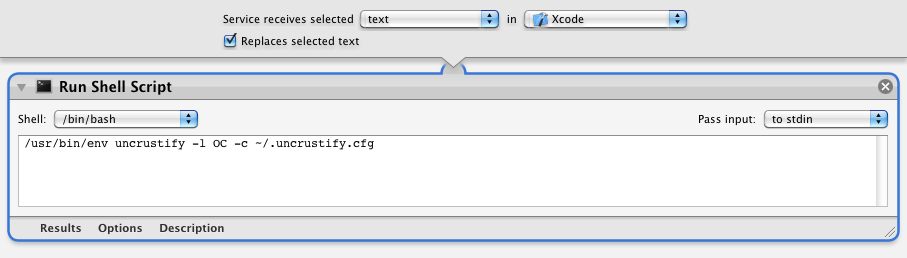 Service receives selected text in Xcode
Replaces selected text
Run Shell Script
Shell: /bin/bash Pass input: to stdin
/usr/bin/env uncrustify -l OC -c ~/.uncrustify.cfg
Results Options Description